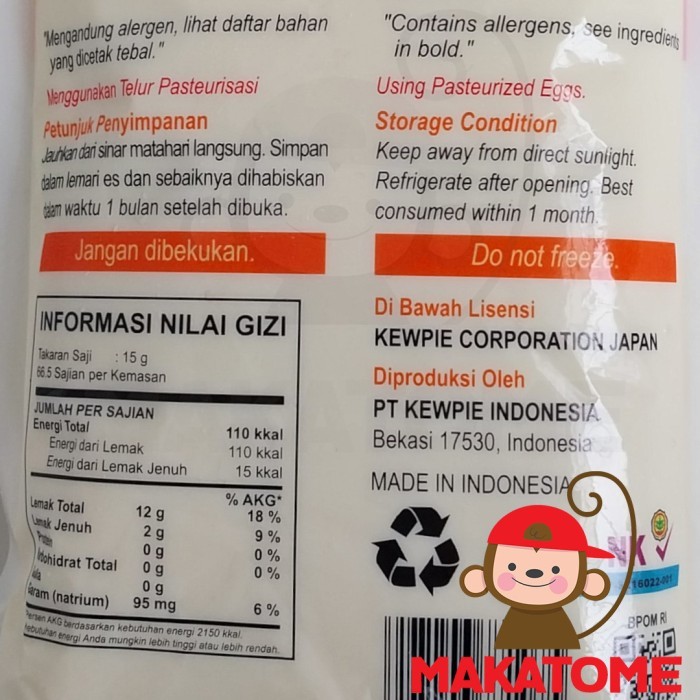 "Mengandung alergen, lihat daftar bahan
yang dicetak tebal."
Menggunakan Telur Pasteurisasi
Petunjuk Penyimpanan
Jauhkan dari sinar matahari langsung. Simpan
dalam lemari es dan sebaiknya dihabiskan
dalam waktu 1 bulan setelah dibuka.
Jangan dibekukan.
"Contains allergens, see ingredients
in bold."
Using Pasteurized Eggs.
Storage Condition
Keep away from direct sunlight.
Refrigerate after opening. Best
consumed within 1 month.
Do not freeze.
INFORMASI NILAI GIZI
Takaran Saji : 15 g
66.5 Sajian per Kemasan
JUMLAH PER SAJIAN
Energi Total 110 kkal
Energi dari Lemak 110 kkal
Energi dari Lemak Jenuh 15 kkal
% AKG*
Lemak Total 12 g 18 %
Lemak Jenuh 2 g 9 %
Protein 0 g 0 %
Karbohidrat Total 0 g 0 %
Gula 0 g
Garam (natrium) 95 mg 6 %
*Persen AKG berdasarkan kebutuhan energi 2150 kkal.
Kebutuhan energi Anda mungkin lebih tinggi atau lebih rendah.
Di Bawah Lisensi
KEWPIE CORPORATION JAPAN
Diproduksi Oleh
PT KEWPIE INDONESIA
Bekasi 17530, Indonesia
MADE IN INDONESIA
16022-001
BPOM RI
MAKATOME